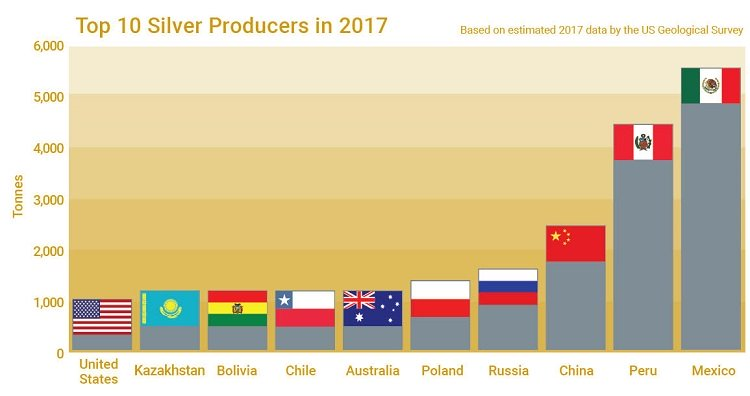 Top 10 Silver Producers in 2017
Based on estimated 2017 data by the US Geological Survey
6,000
5,000
4,000
3,000
2,000
1,000
0
Tonnes
United
States
Kazakhstan
Bolivia
Chile
Australia
Poland
Russia
China
Peru
Mexico